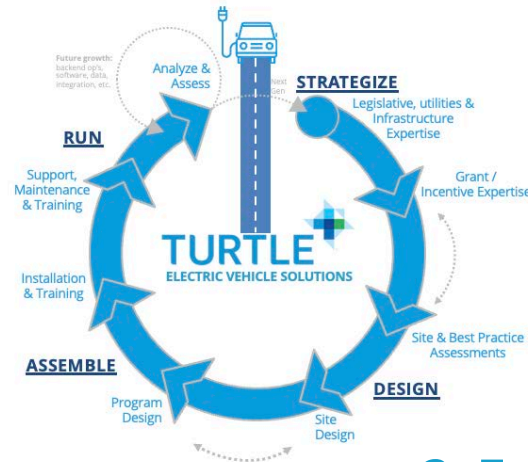 Future growth:
backend op's,
software, data,
integration, etc.
Analyze &
Assess
Next
Gen
STRATEGIZE
Legislative, utilities &
Infrastructure
Expertise
Grant /
Incentive Expertise
Site & Best Practice
Assessments
DESIGN
Site
Design
Program
Design
ASSEMBLE
Installation
& Training
Support,
Maintenance
& Training
RUN
TURTLE
ELECTRIC VEHICLE SOLUTIONS